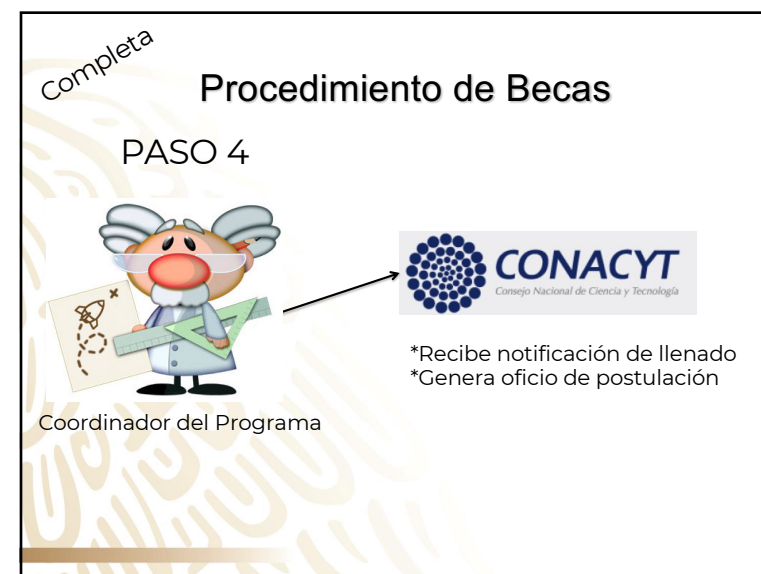 Completa
Procedimiento de Becas
PASO 4
CONACYT
Consejo Nacional de Ciencia y Tecnología
*Recibe notificación de llenado
*Genera oficio de postulación
Coordinador del Programa